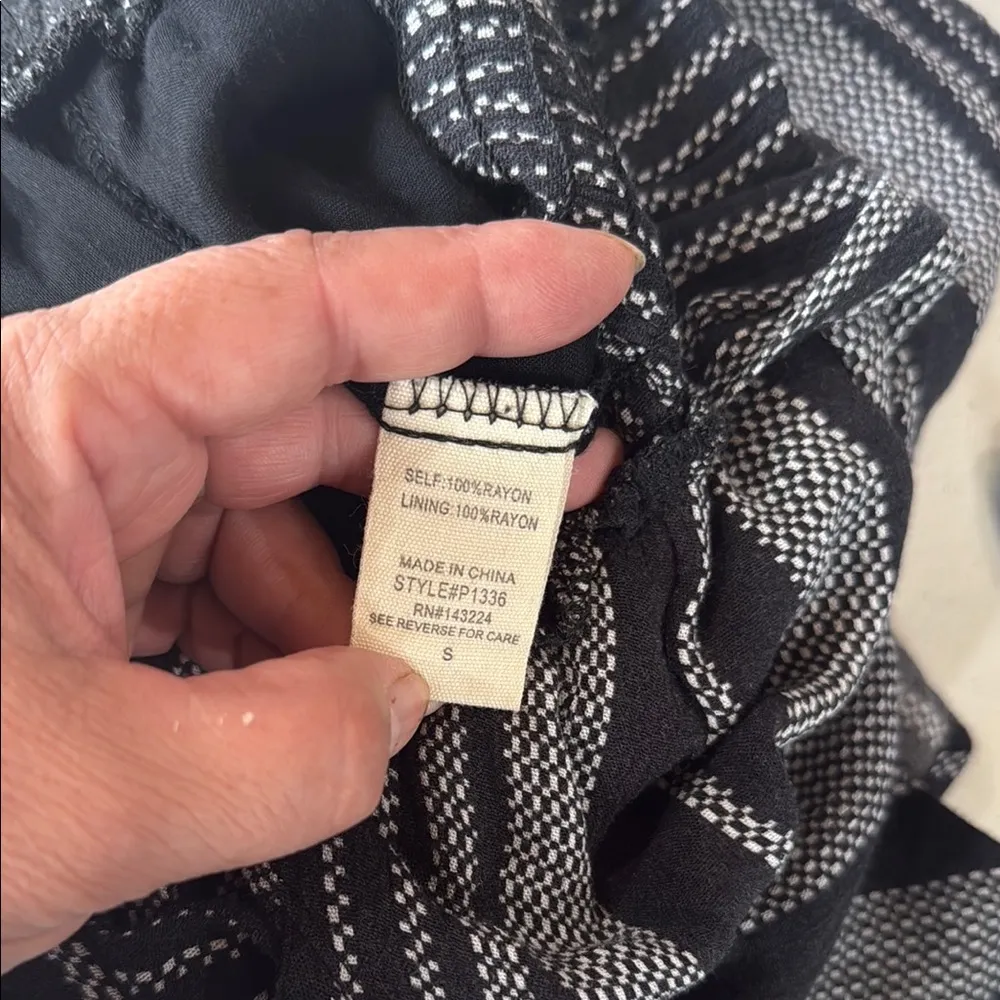 SELF:100%RAYON
LINING:100%RAYON
MADE IN CHINA
STYLE#P1336
RN#143224
SEE REVERSE FOR CARE
S